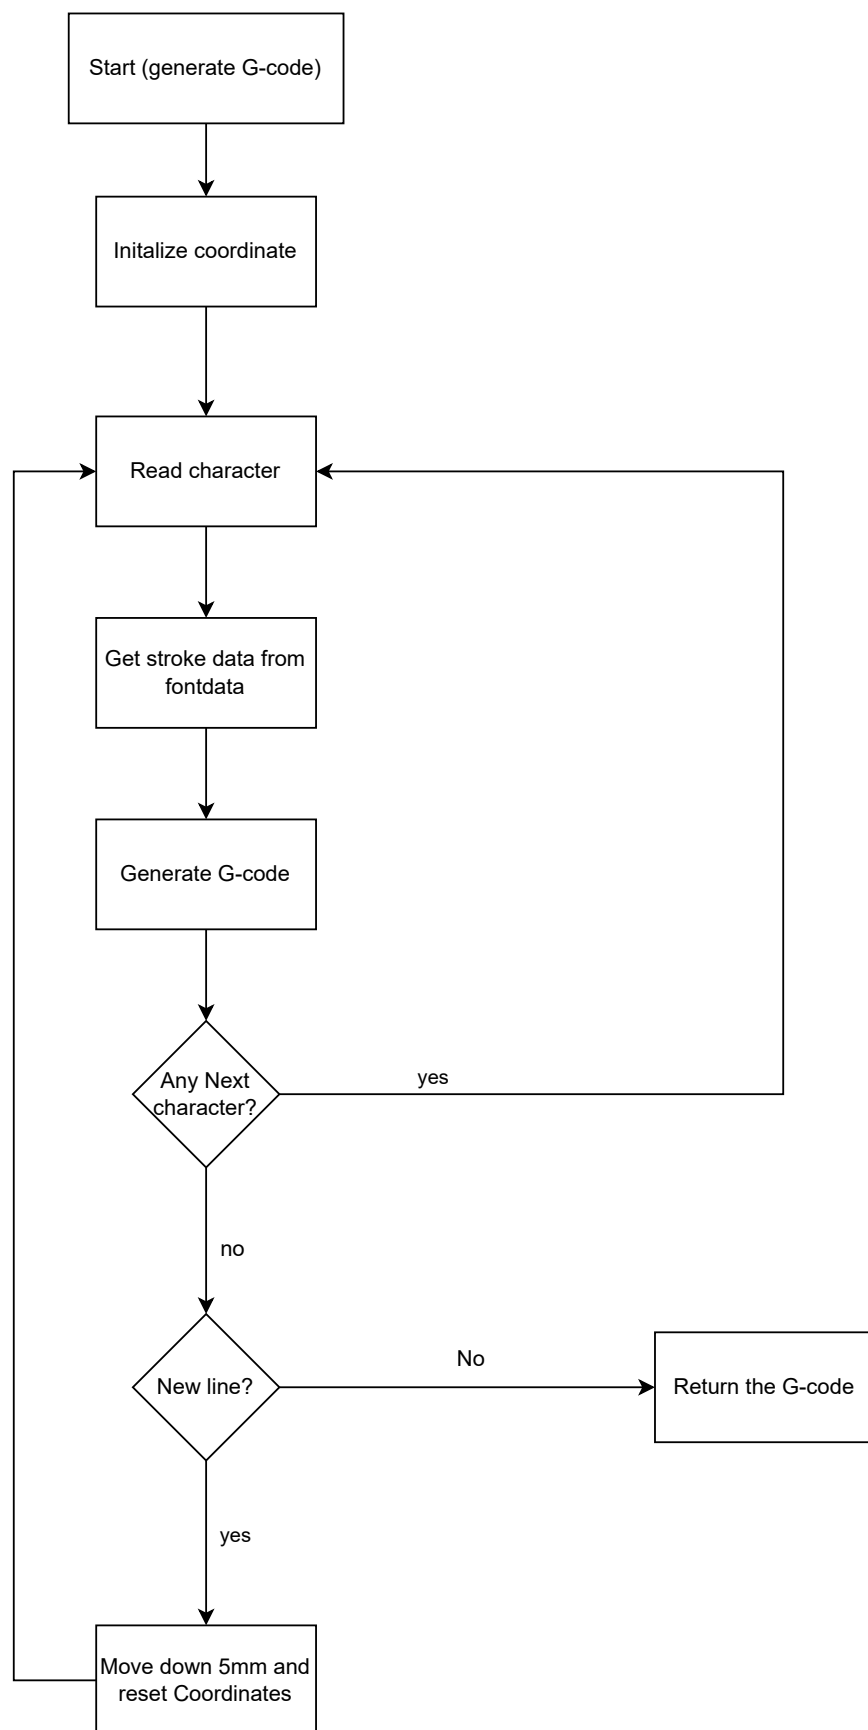 Start (generate G-code)
Initalize coordinate
Read character
Get stroke data from
fontdata
Generate G-code
Any Next
character?
yes
no
New line?
No
Return the G-code
yes
Move down 5mm and
reset Coordinates